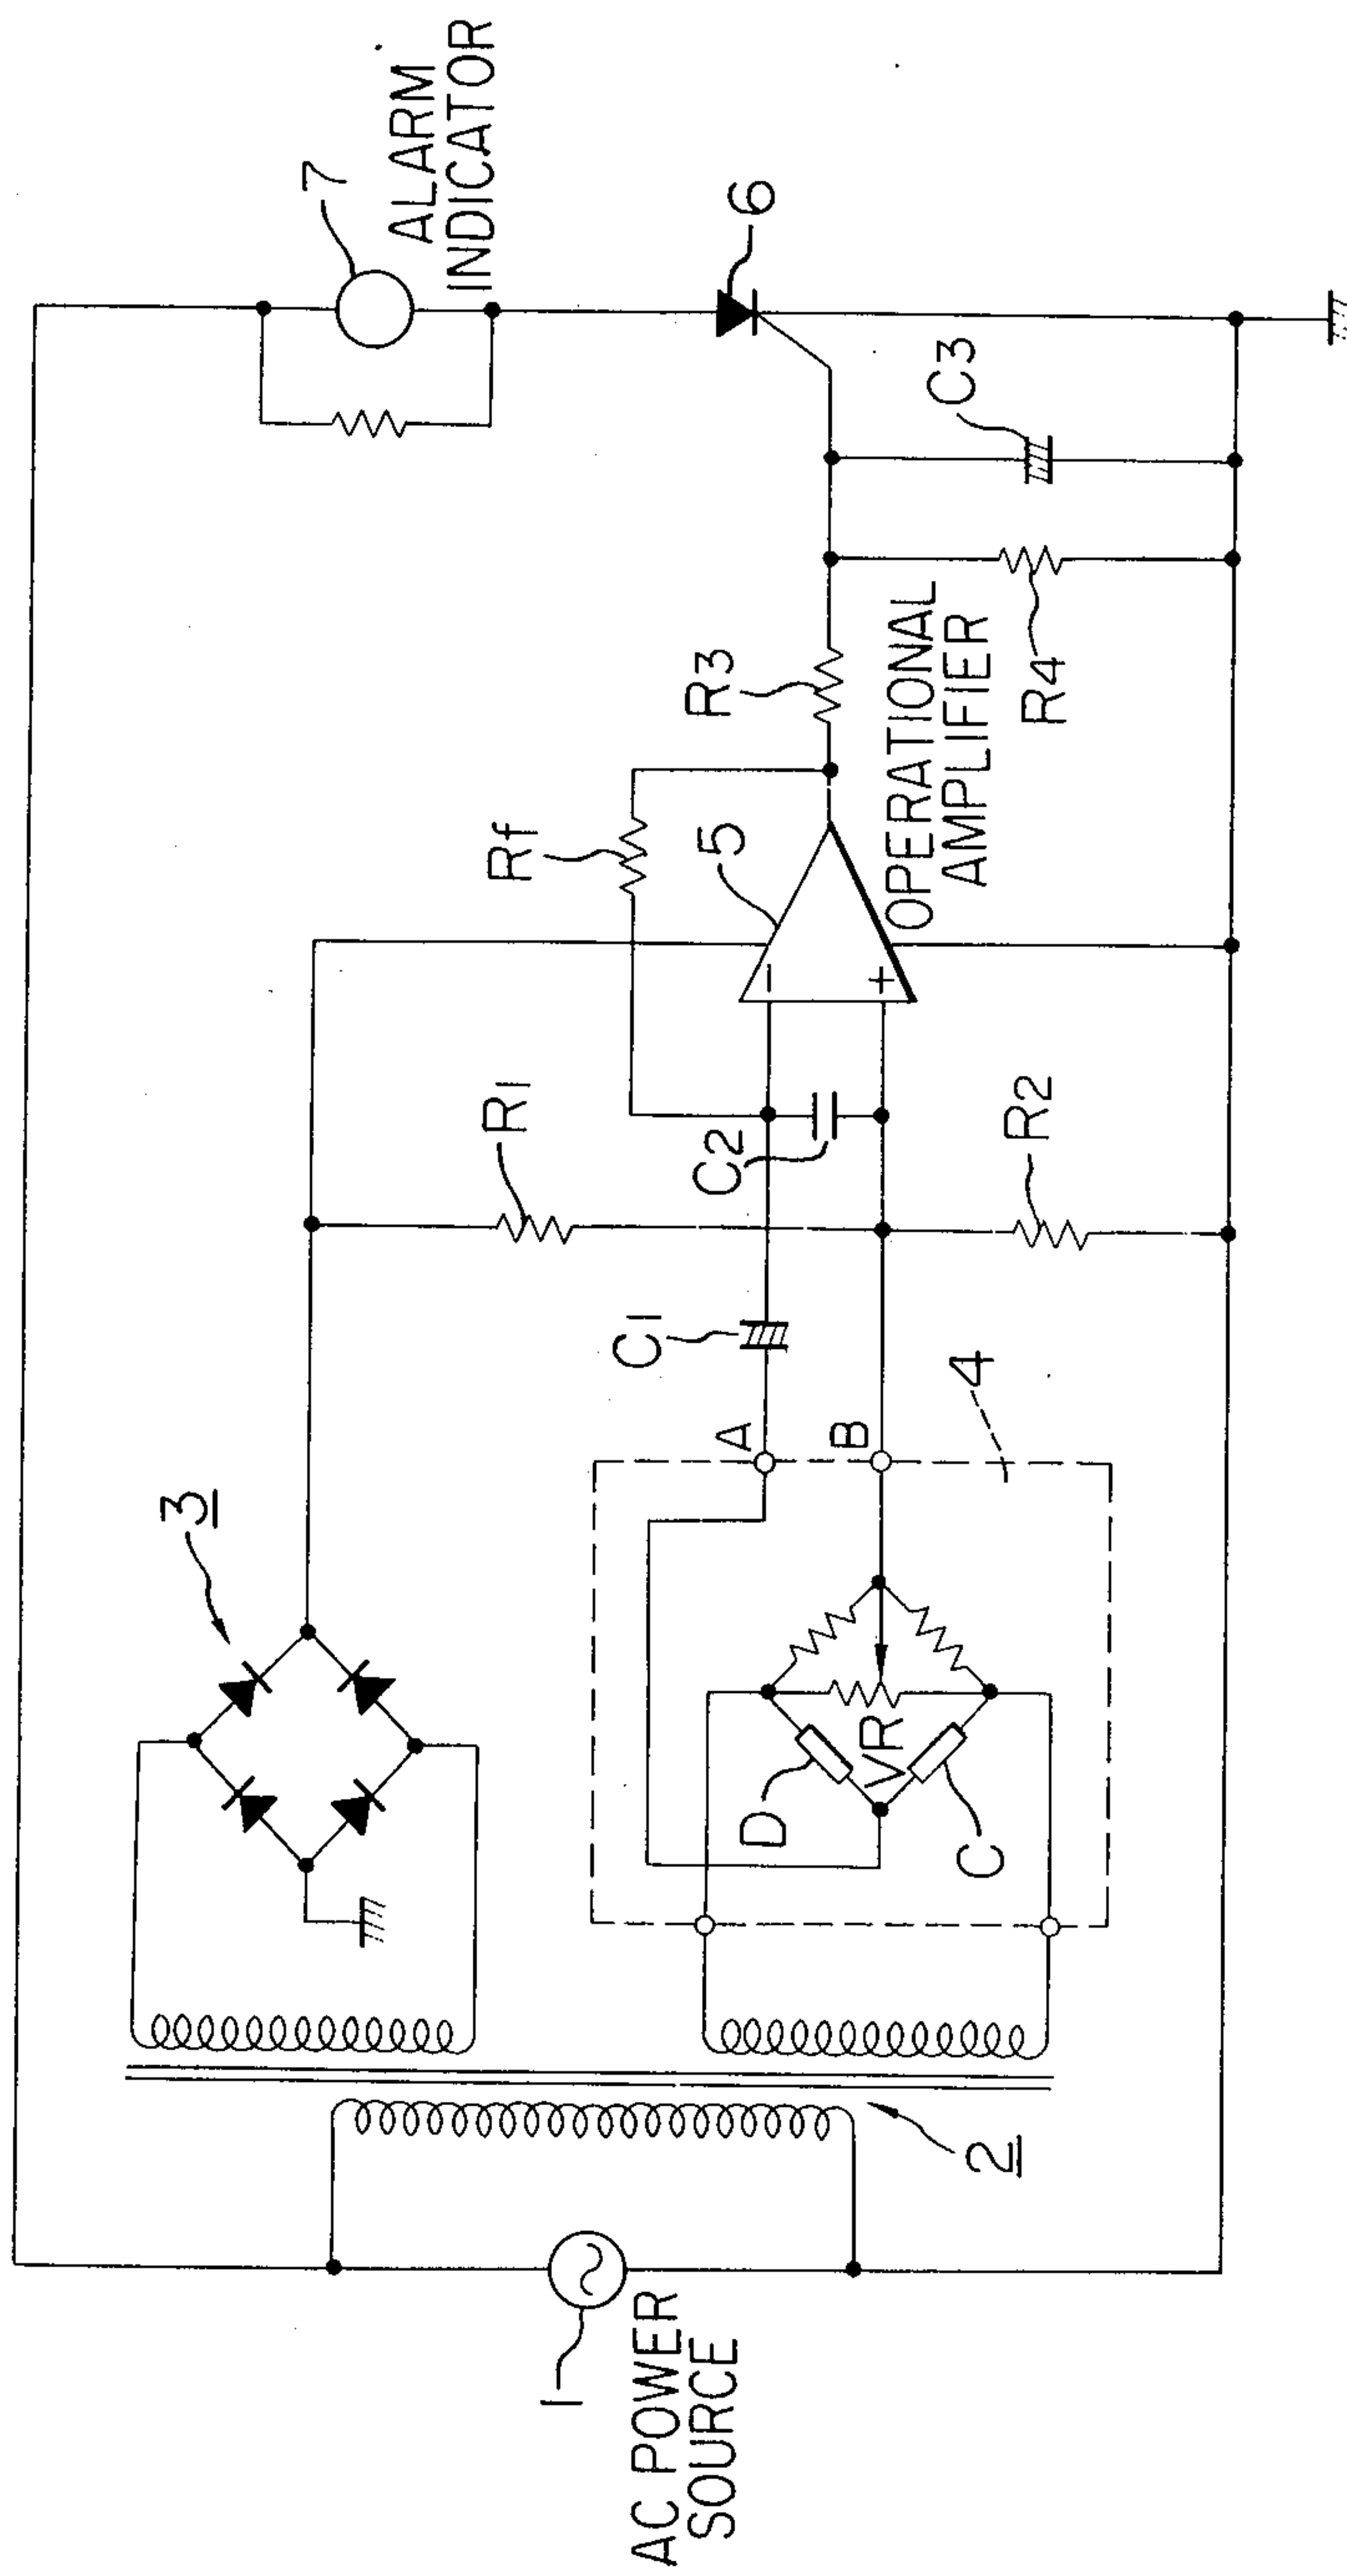 3
7
ALARM
INDICATOR
R1
Rf
5
R3
6
C1
C2
A
B
D
VR
C
4
R2
OPERATIONAL
AMPLIFIER
R4
C3
1
AC POWER
SOURCE
2